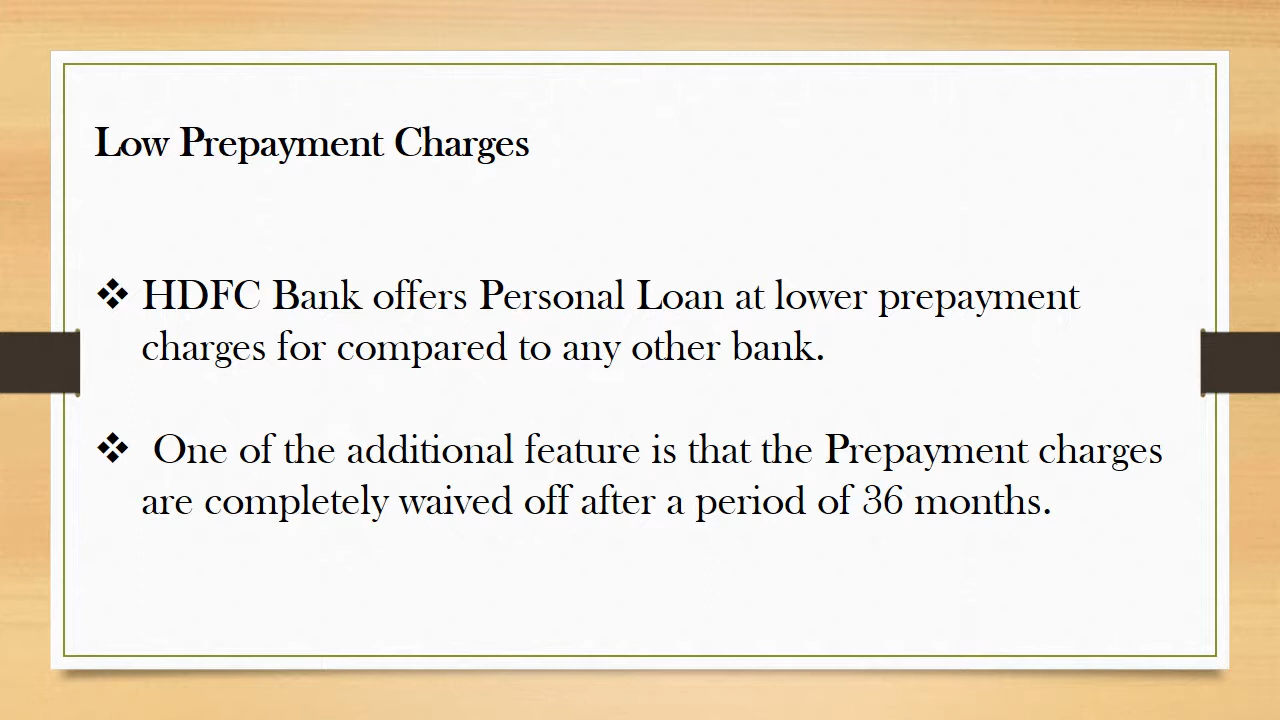 Low Prepayment Charges
❖ HDFC Bank offers Personal Loan at lower prepayment
charges for compared to any other bank.
❖ One of the additional feature is that the Prepayment charges
are completely waived off after a period of 36 months.